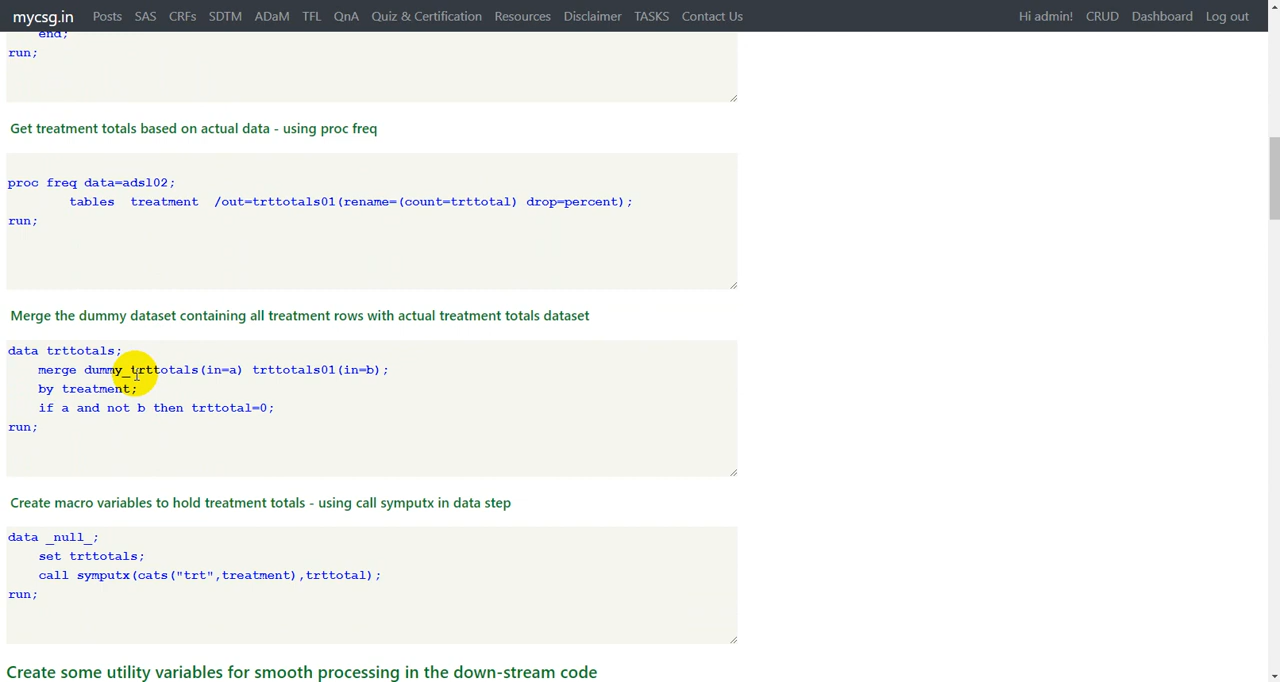 mycsg.in Posts SAS CRFs SDTM ADaM TFL QnA Quiz & Certification Resources Disclaimer TASKS Contact Us Hi admin! CRUD Dashboard Log out
end;
run;
Get treatment totals based on actual data - using proc freq
proc freq data=adsl02;
tables treatment /out=trttotals01(rename=(count=trttotal) drop=percent);
run;
Merge the dummy dataset containing all treatment rows with actual treatment totals dataset
data trttotals;
merge dummy_trttotals(in=a) trttotals01(in=b);
by treatment;
if a and not b then trttotal=0;
run;
Create macro variables to hold treatment totals - using call symputx in data step
data _null_;
set trttotals;
call symputx(cats("trt",treatment),trttotal);
run;
Create some utility variables for smooth processing in the down-stream code